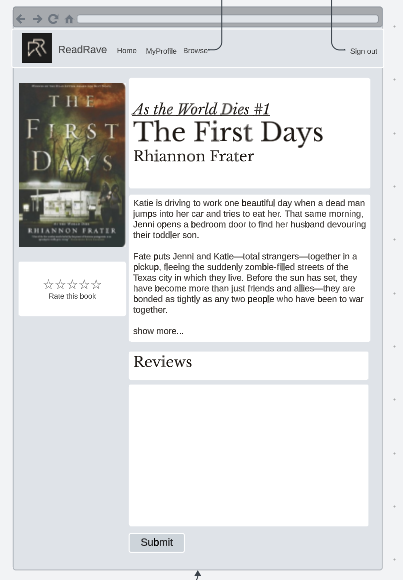 ReadRave Home MyProfile Browse Sign out
THE
FIRST
DAYS
RHIANNON FRATER
As the World Dies #1
The First Days
Rhiannon Frater
Katie is driving to work one beautiful day when a dead man
jumps into her car and tries to eat her. That same morning,
Jenni opens a bedroom door to find her husband devouring
their toddler son.
Fate puts Jenni and Katie—total strangers—together in a
pickup, fleeing the suddenly zombie-filled streets of the
Texas city in which they live. Before the sun has set, they
have become more than just friends and allies—they are
bonded as tightly as any two people who have been to war
together.
show more...
Rate this book
Reviews
Submit